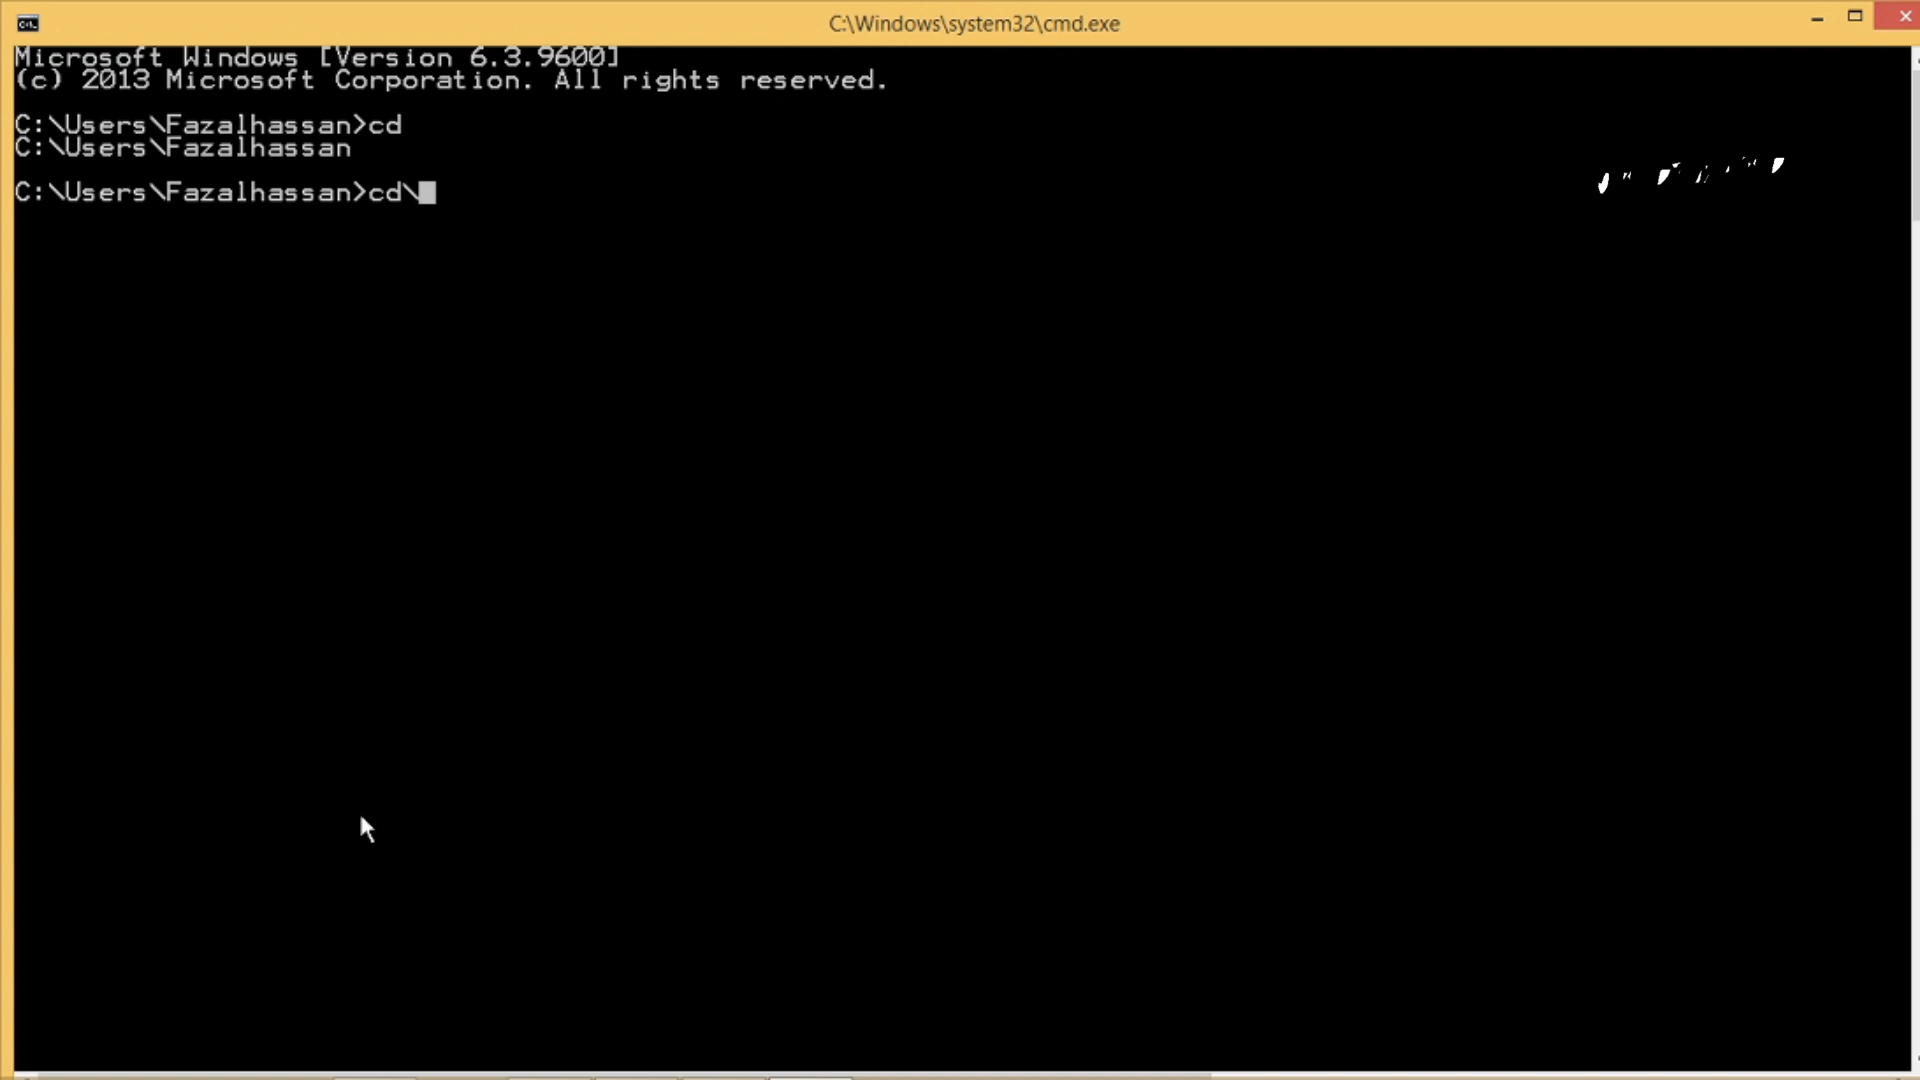 C:\Windows\system32\cmd.exe
Microsoft Windows [Version 6.3.9600]
(c) 2013 Microsoft Corporation. All rights reserved.
C:\Users\Fazalhassan>cd
C:\Users\Fazalhassan
C:\Users\Fazalhassan>cd\